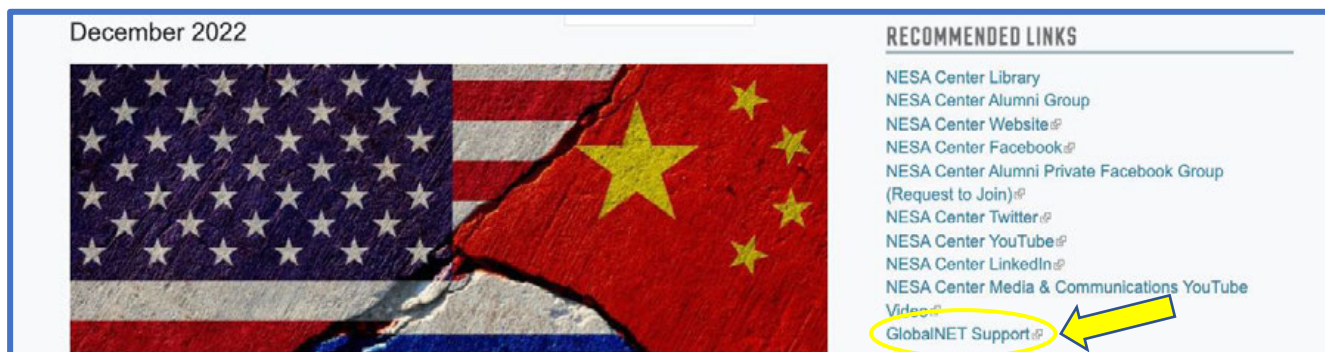 December 2022
RECOMMENDED LINKS
NESA Center Library
NESA Center Alumni Group
NESA Center Website
NESA Center Facebook
NESA Center Alumni Private Facebook Group
(Request to Join)
NESA Center Twitter
NESA Center YouTube
NESA Center LinkedIn
NESA Center Media & Communications YouTube
Video
GlobalNET Support